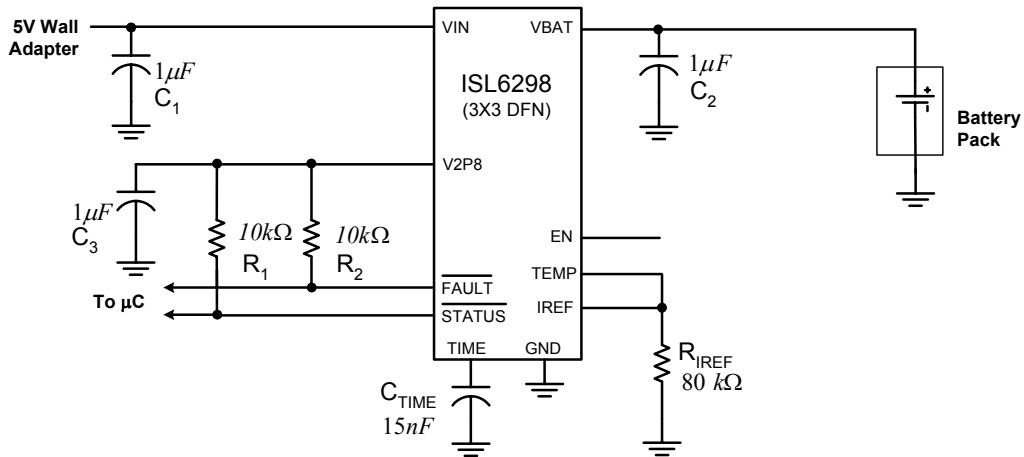 5V Wall
Adapter
VIN
VBAT
1μF
C1
ISL6298
(3X3 DFN)
1μF
C2
Battery
Pack
V2P8
1μF
C3
10kΩ
R1
10kΩ
R2
EN
TEMP
IREF
FAULT
STATUS
To μC
TIME
GND
CTIME
15nF
RIREF
80 kΩ